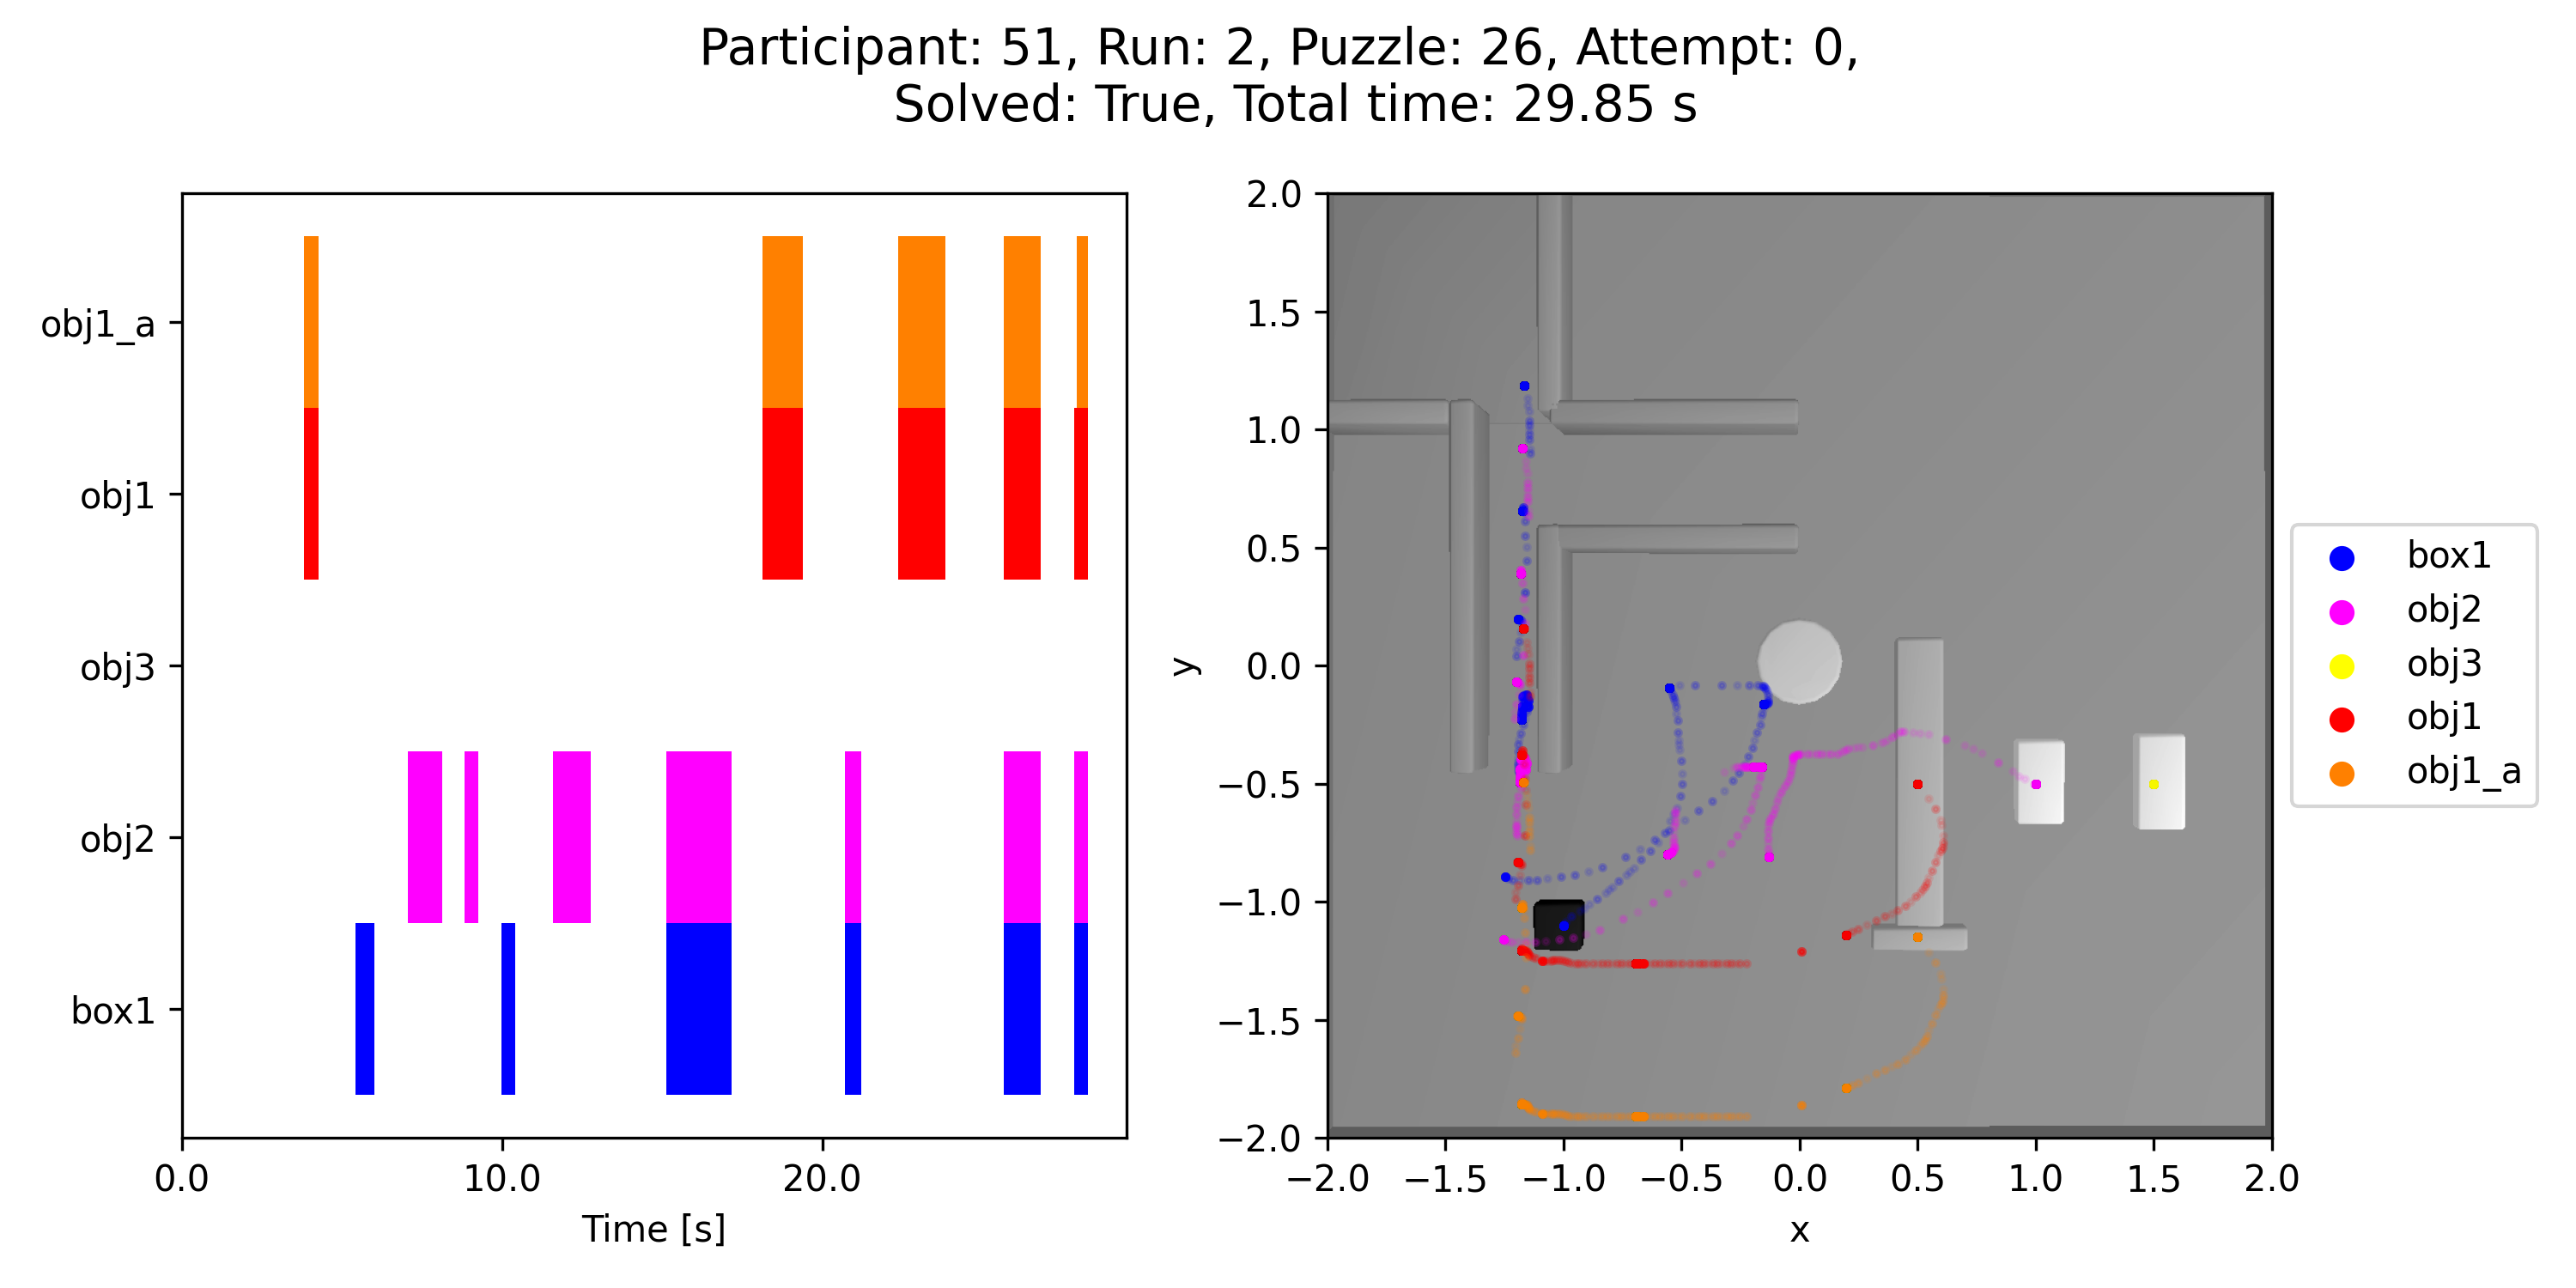 Participant: 51, Run: 2, Puzzle: 26, Attempt: 0,
Solved: True, Total time: 29.85 s
obj1_a
obj1
obj3
obj2
box1
0.0 10.0 20.0
Time [s]
2.0
1.5
1.0
0.5
0.0
−0.5
−1.0
−1.5
−2.0
y
−2.0 −1.5 −1.0 −0.5 0.0 0.5 1.0 1.5 2.0
x
box1
obj2
obj3
obj1
obj1_a